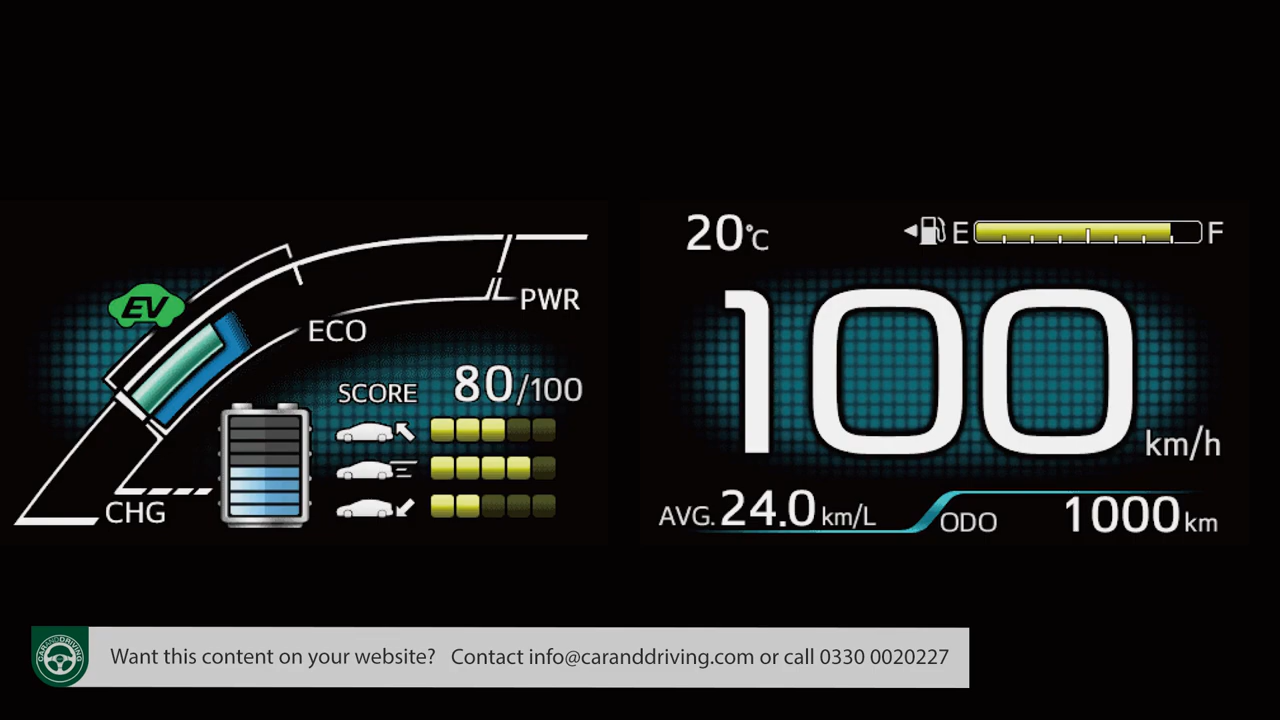 EV
ECO
PWR
SCORE 80/100
CHG
20°C
E F
100 km/h
AVG. 24.0 km/L
ODO 1000 km
CARANDDRIVING
Want this content on your website? Contact info@caranddriving.com or call 0330 0020227